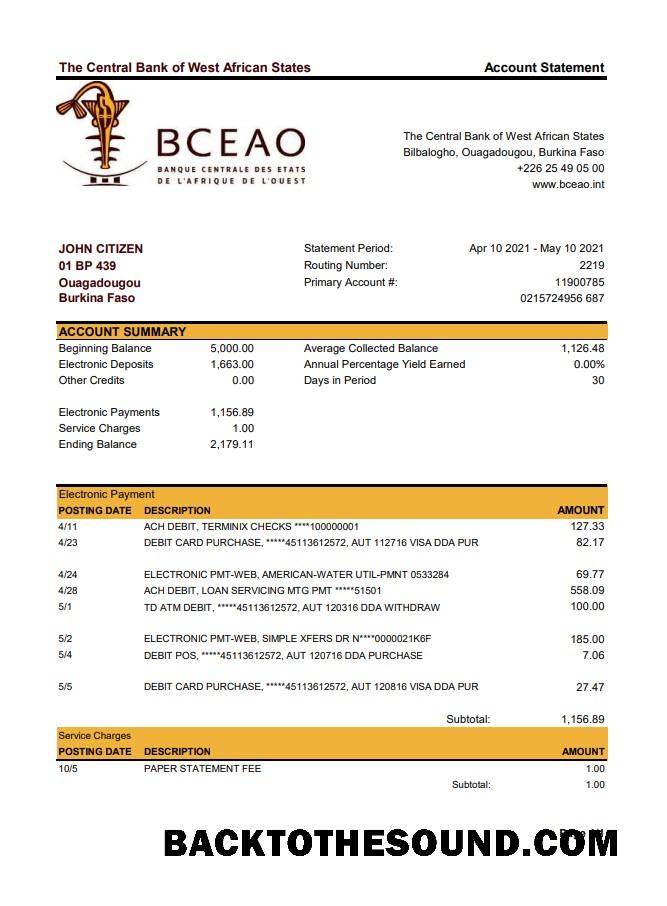 The Central Bank of West African States Account Statement
BCEAO
BANQUE CENTRALE DES ETATS
DE L'AFRIQUE DE L'OUEST
The Central Bank of West African States
Bilbalogho, Ouagadougou, Burkina Faso
+226 25 49 05 00
www.bceao.int
JOHN CITIZEN Statement Period: Apr 10 2021 - May 10 2021
01 BP 439 Routing Number: 2219
Ouagadougou Primary Account #: 11900785
Burkina Faso 0215724956 687
ACCOUNT SUMMARY
Beginning Balance 5,000.00 Average Collected Balance 1,126.48
Electronic Deposits 1,663.00 Annual Percentage Yield Earned 0.00%
Other Credits 0.00 Days in Period 30
Electronic Payments 1,156.89
Service Charges 1.00
Ending Balance 2,179.11
Electronic Payment
POSTING DATE DESCRIPTION AMOUNT
4/11 ACH DEBIT, TERMINIX CHECKS ****100000001 127.33
4/23 DEBIT CARD PURCHASE, *****45113612572, AUT 112716 VISA DDA PUR 82.17
4/24 ELECTRONIC PMT-WEB, AMERICAN-WATER UTIL-PMNT 0533284 69.77
4/28 ACH DEBIT, LOAN SERVICING MTG PMT *****51501 558.09
5/1 TD ATM DEBIT, *****45113612572, AUT 120316 DDA WITHDRAW 100.00
5/2 ELECTRONIC PMT-WEB, SIMPLE XFERS DR N****0000021K6F 185.00
5/4 DEBIT POS, *****45113612572, AUT 120716 DDA PURCHASE 7.06
5/5 DEBIT CARD PURCHASE, *****45113612572, AUT 120816 VISA DDA PUR 27.47
Subtotal: 1,156.89
Service Charges
POSTING DATE DESCRIPTION AMOUNT
10/5 PAPER STATEMENT FEE 1.00
Subtotal: 1.00
BACKTOTHESOUND.COM